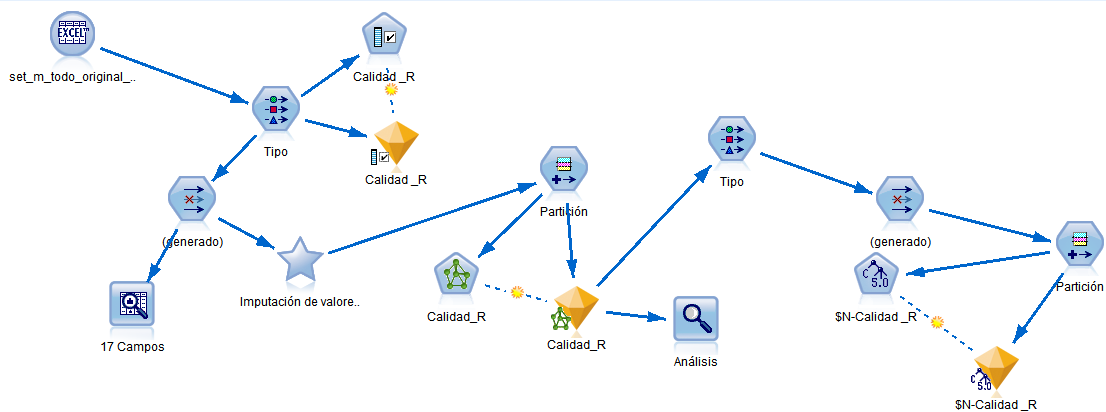 EXCEL™
set_m_todo_original_..
Calidad _R
Tipo
Calidad _R
(generado)
17 Campos
Imputación de valore..
Partición
Calidad_R
Calidad_R
Análisis
Tipo
(generado)
Partición
C 5.0
$N-Calidad _R
C 5.0
$N-Calidad _R